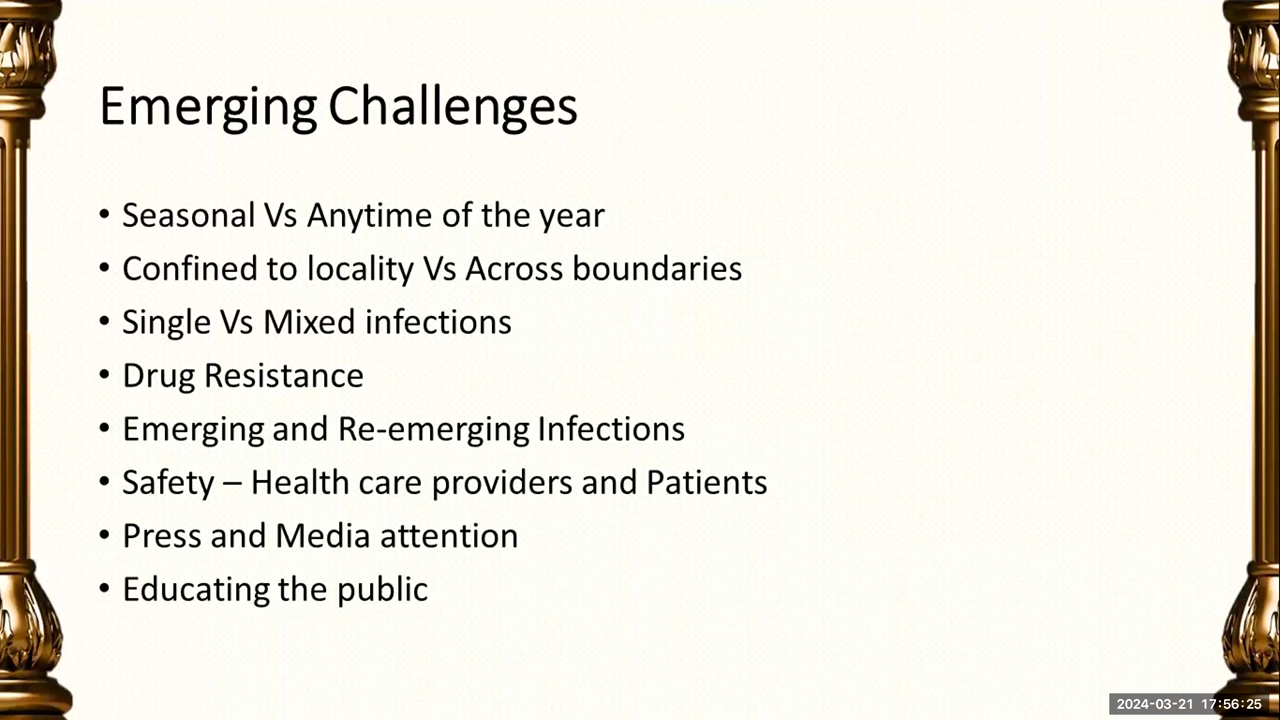 Emerging Challenges
• Seasonal Vs Anytime of the year
• Confined to locality Vs Across boundaries
• Single Vs Mixed infections
• Drug Resistance
• Emerging and Re-emerging Infections
• Safety – Health care providers and Patients
• Press and Media attention
• Educating the public
2024-03-21 17:56:25